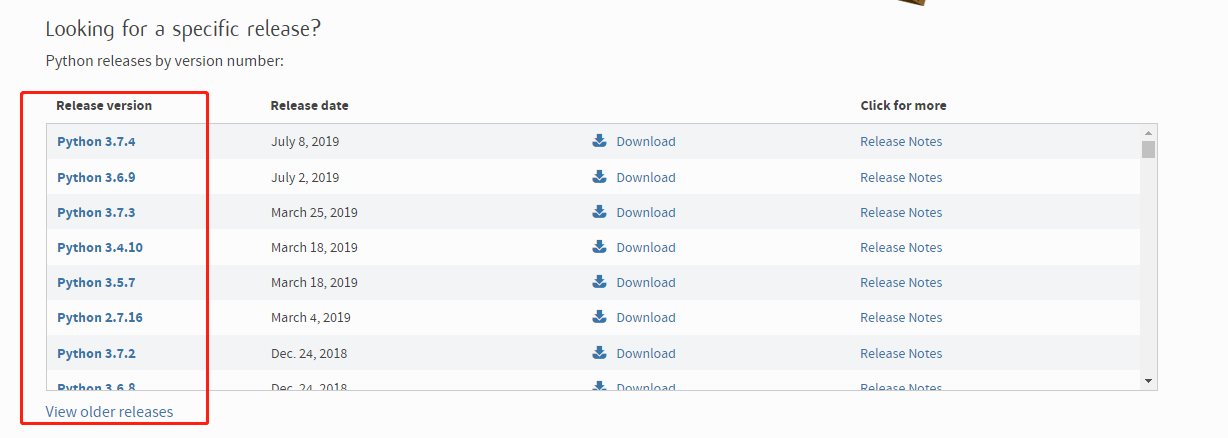 Looking for a specific release?
Python releases by version number:
Release version Release date Click for more
Python 3.7.4 July 8, 2019 Download Release Notes
Python 3.6.9 July 2, 2019 Download Release Notes
Python 3.7.3 March 25, 2019 Download Release Notes
Python 3.4.10 March 18, 2019 Download Release Notes
Python 3.5.7 March 18, 2019 Download Release Notes
Python 2.7.16 March 4, 2019 Download Release Notes
Python 3.7.2 Dec. 24, 2018 Download Release Notes
Python 3.6.8 Dec. 24, 2018 Download Release Notes
View older releases